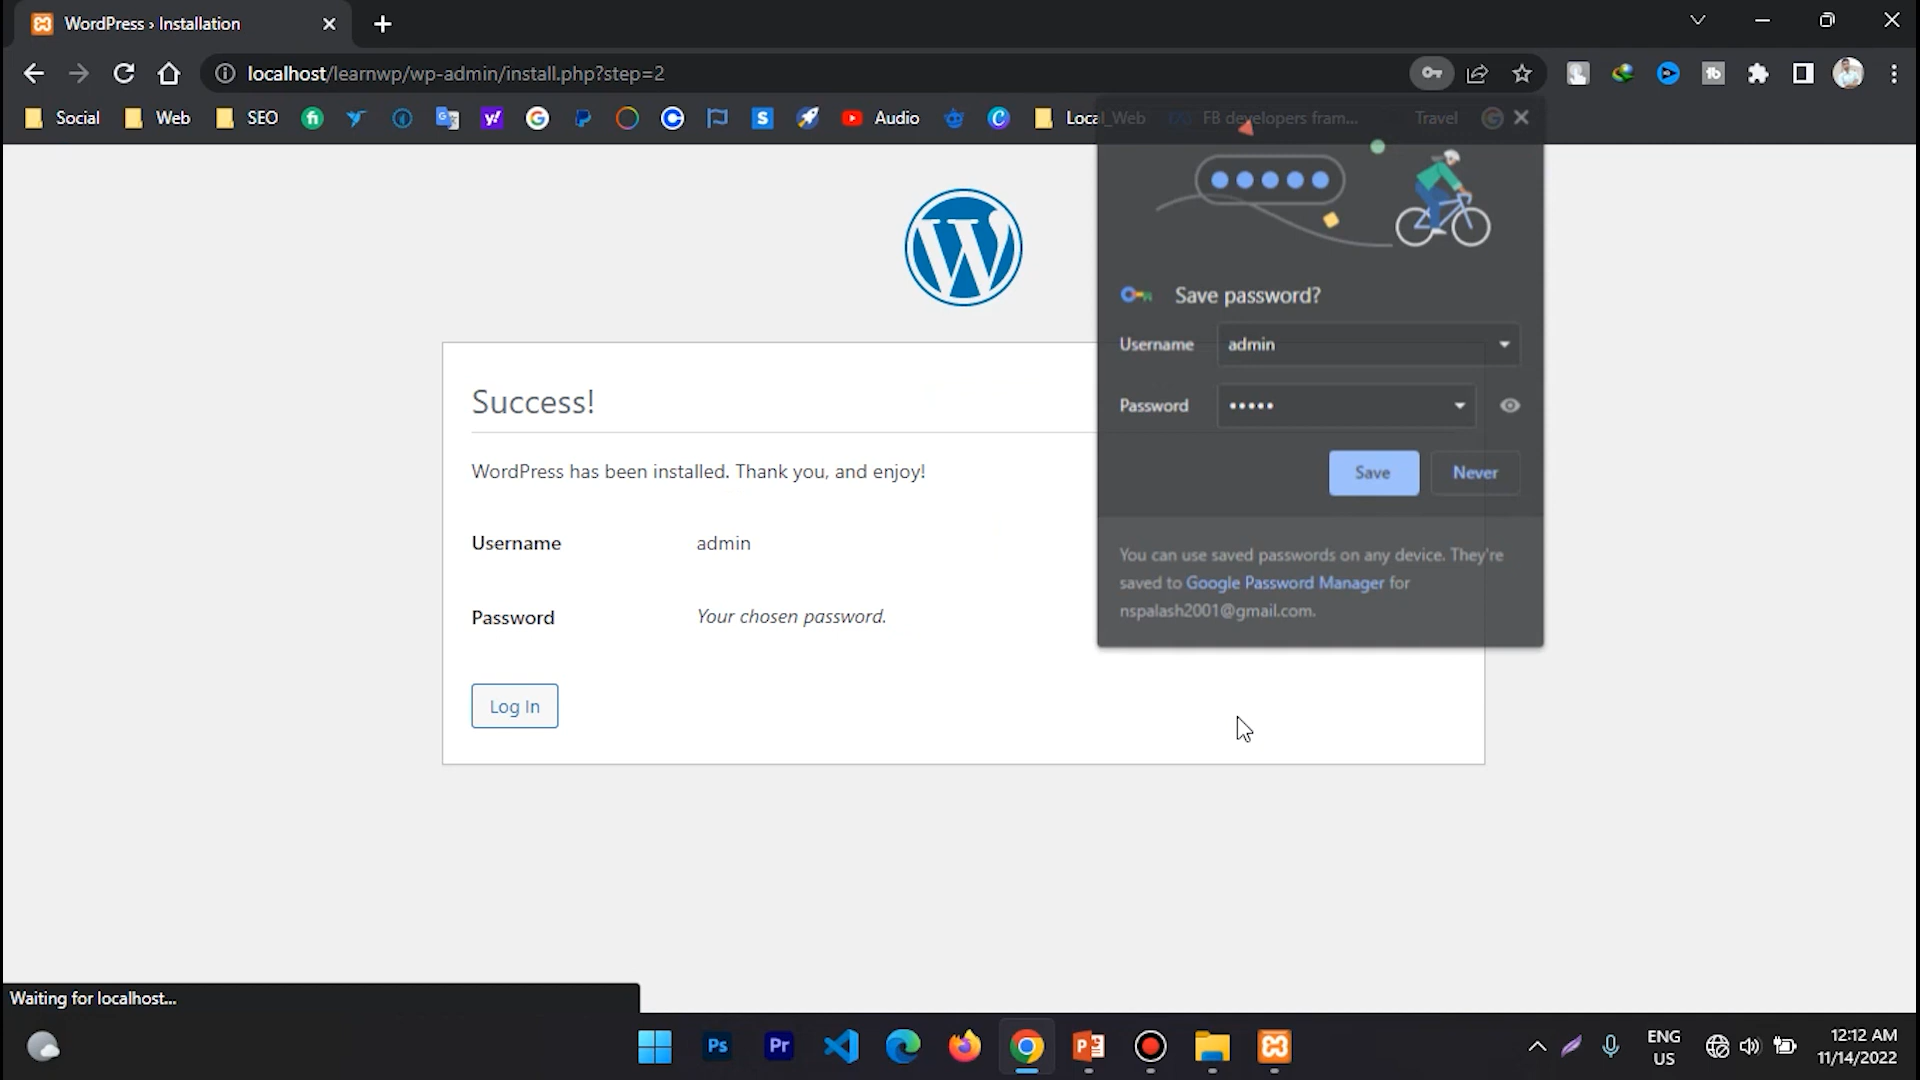 WordPress › Installation
localhost/learnwp/wp-admin/install.php?step=2
Social Web SEO Audio Local_Web FB developers fram... Travel
Save password?
Username admin
Password •••••
Save Never
You can use saved passwords on any device. They're
saved to Google Password Manager for
nspalash2001@gmail.com.
Success!
WordPress has been installed. Thank you, and enjoy!
Username admin
Password Your chosen password.
Log In
Waiting for localhost...
Ps Pr
ENG
US
12:12 AM
11/14/2022